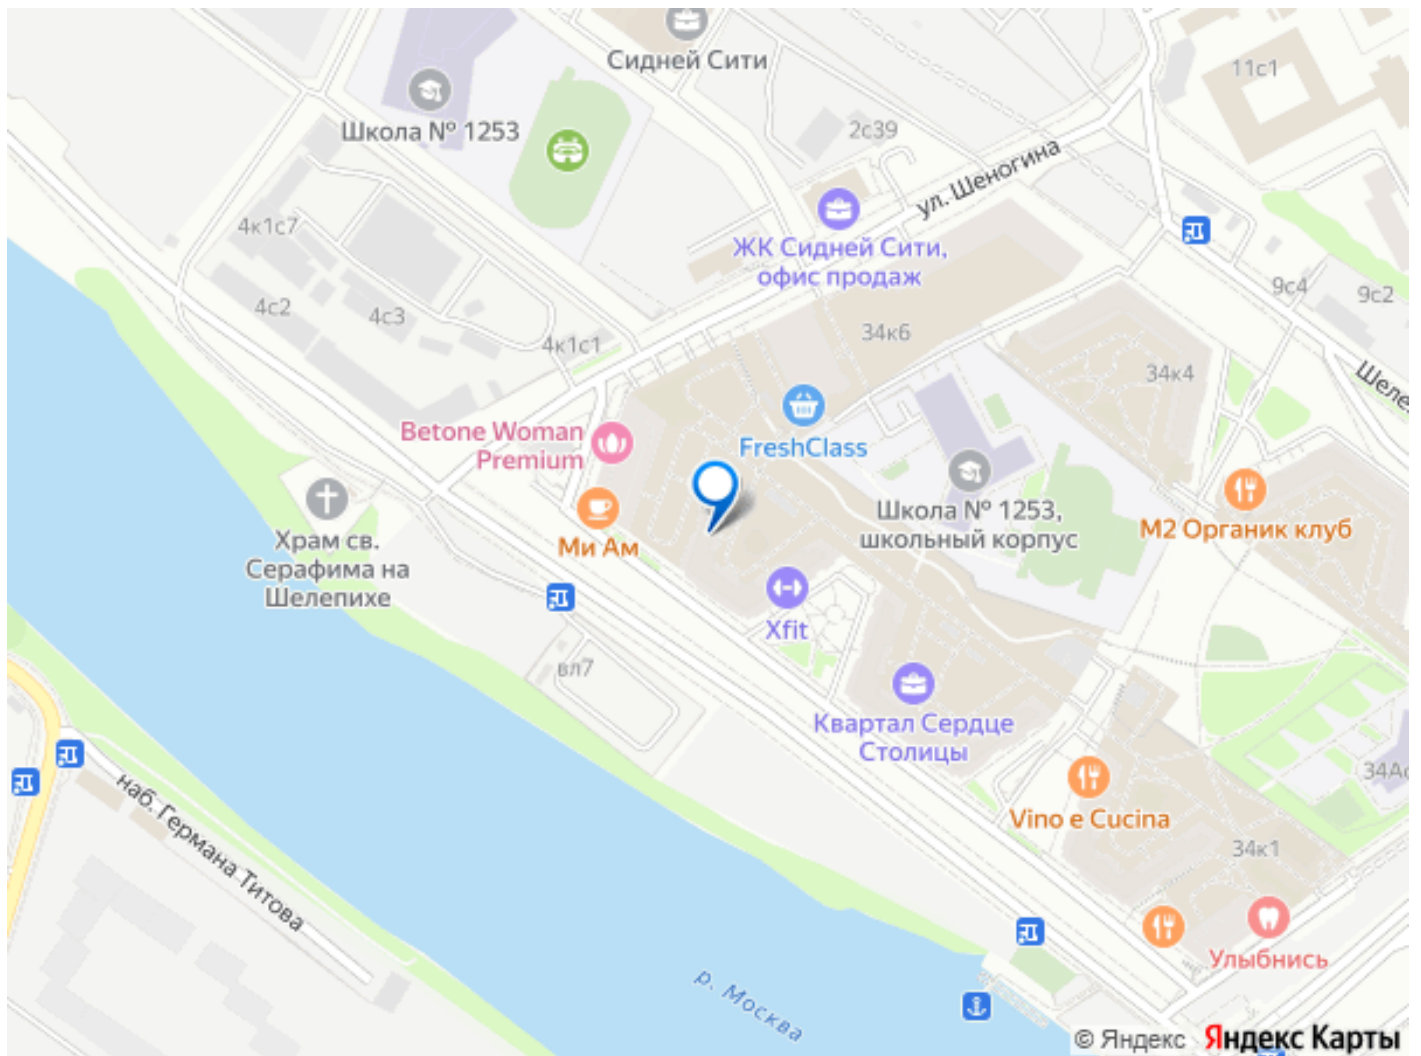 Сидней Сити
11с1
Школа № 1253
2с39
ул. Шеногина
4к1с7
ЖК Сидней Сити,
офис продаж
9с4
9с2
4с2
4с3
4к1с1
34к6
34к4
Шеле
Betone Woman
Premium
FreshClass
Школа № 1253,
школьный корпус
М2 Органик клуб
Ми Ам
Храм св.
Серафима на
Шелепихе
Xfit
вл7
Квартал Сердце
Столицы
34Ас
наб. Германа Титова
Vino e Cucina
34к1
Улыбнись
р. Москва
© Яндекс Яндекс Карты